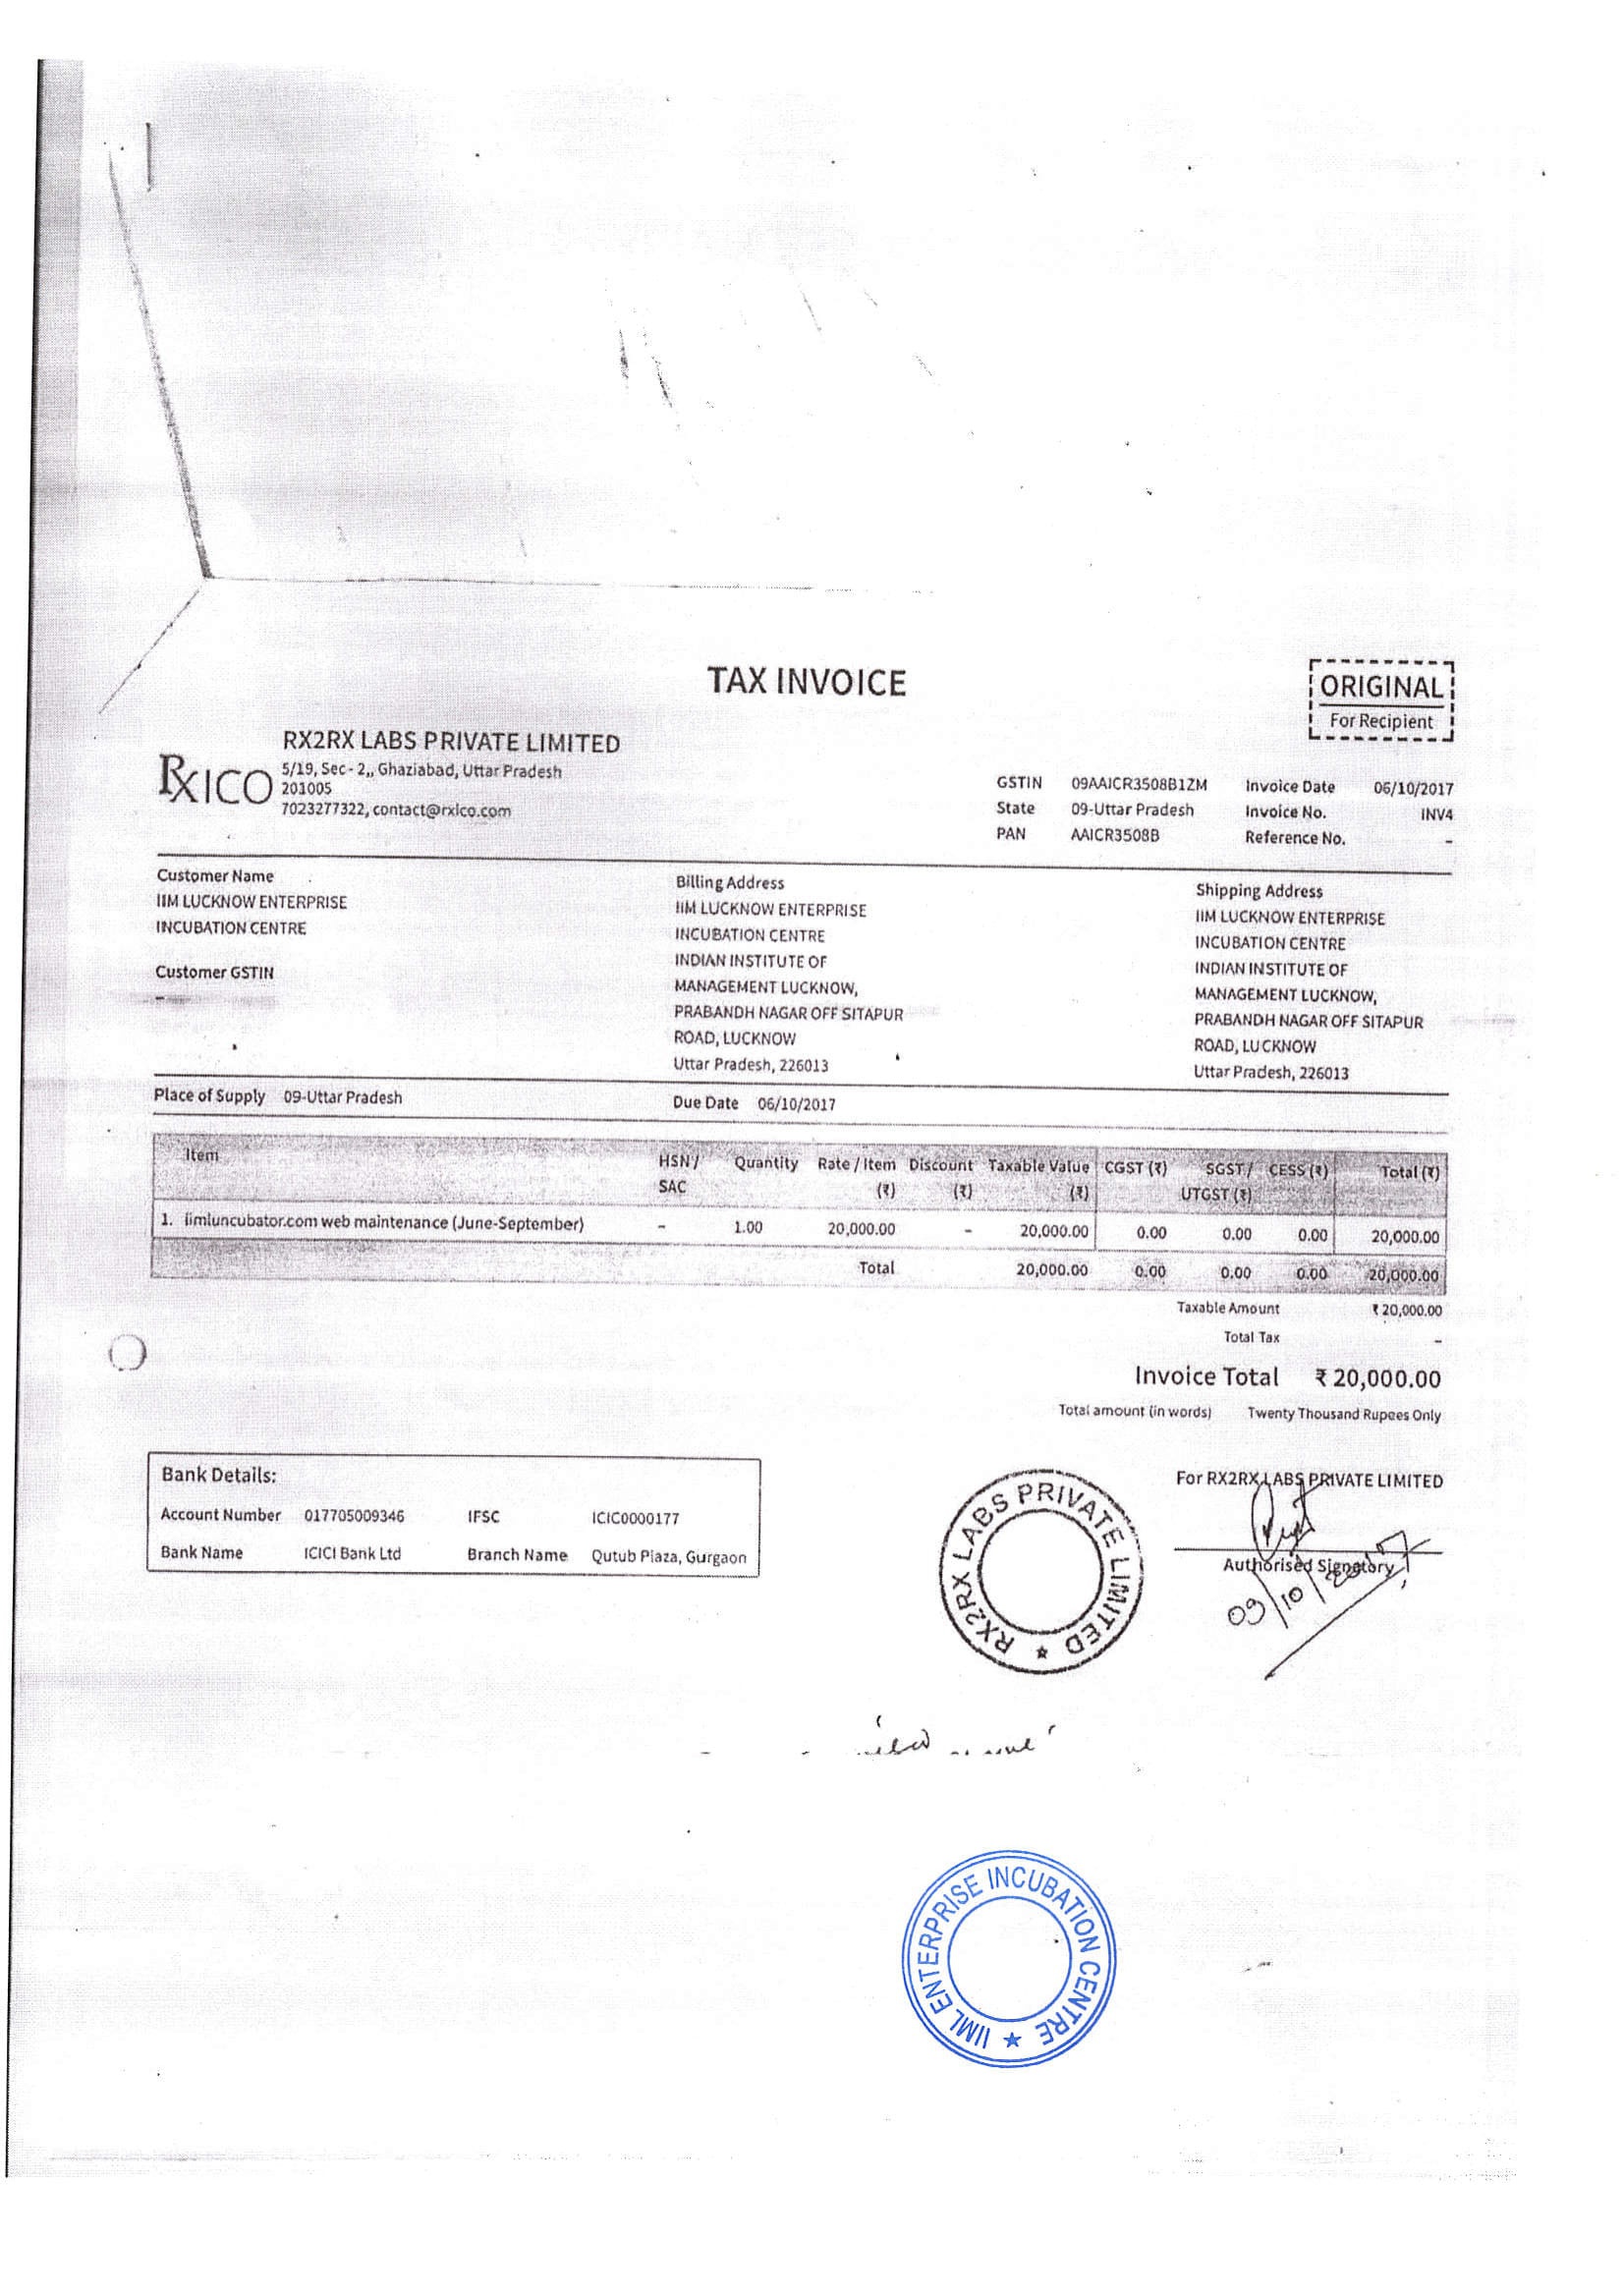 TAX INVOICE
ORIGINAL
For Recipient
RX2RX LABS PRIVATE LIMITED
RXICO
5/19, Sec - 2,, Ghaziabad, Uttar Pradesh
201005
7023277322, contact@rxico.com
GSTIN 09AAICR3508B1ZM Invoice Date 06/10/2017
State 09-Uttar Pradesh Invoice No. INV4
PAN AAICR3508B Reference No. –
Customer Name
IIM LUCKNOW ENTERPRISE
INCUBATION CENTRE
Customer GSTIN
–
Billing Address
IIM LUCKNOW ENTERPRISE
INCUBATION CENTRE
INDIAN INSTITUTE OF
MANAGEMENT LUCKNOW,
PRABANDH NAGAR OFF SITAPUR
ROAD, LUCKNOW
Uttar Pradesh, 226013
Shipping Address
IIM LUCKNOW ENTERPRISE
INCUBATION CENTRE
INDIAN INSTITUTE OF
MANAGEMENT LUCKNOW,
PRABANDH NAGAR OFF SITAPUR
ROAD, LUCKNOW
Uttar Pradesh, 226013
Place of Supply 09-Uttar Pradesh Due Date 06/10/2017
Item HSN / SAC Quantity Rate / Item (₹) Discount (₹) Taxable Value (₹) CGST (₹) SGST / UTGST (₹) CESS (₹) Total (₹)
1. iimluncubator.com web maintenance (June-September) – 1.00 20,000.00 – 20,000.00 0.00 0.00 0.00 20,000.00
Total 20,000.00 0.00 0.00 0.00 20,000.00
Taxable Amount ₹ 20,000.00
Total Tax –
Invoice Total ₹ 20,000.00
Total amount (in words) Twenty Thousand Rupees Only
Bank Details:
Account Number 017705009346 IFSC ICIC0000177
Bank Name ICICI Bank Ltd Branch Name Qutub Plaza, Gurgaon
RX2RX LABS PRIVATE LIMITED
For RX2RX LABS PRIVATE LIMITED
Authorised Signatory
09/10/2017
IIML ENTERPRISE INCUBATION CENTRE